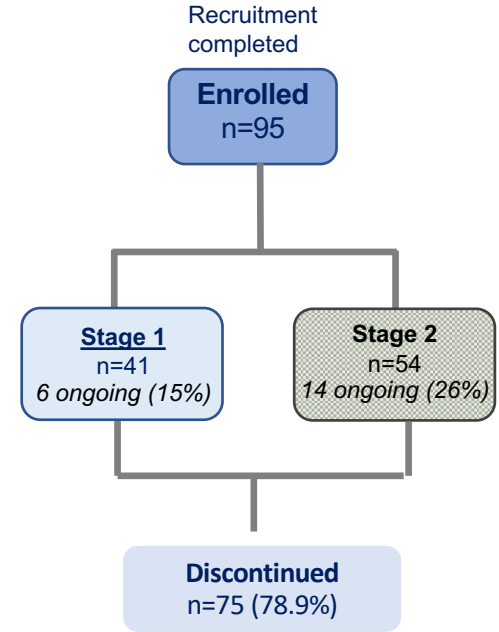 Recruitment
completed
Enrolled
n=95
Stage 1
n=41
6 ongoing (15%)
Stage 2
n=54
14 ongoing (26%)
Discontinued
n=75 (78.9%)